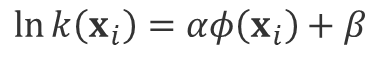 ln k(𝐱ᵢ) = αϕ(𝐱ᵢ) + β